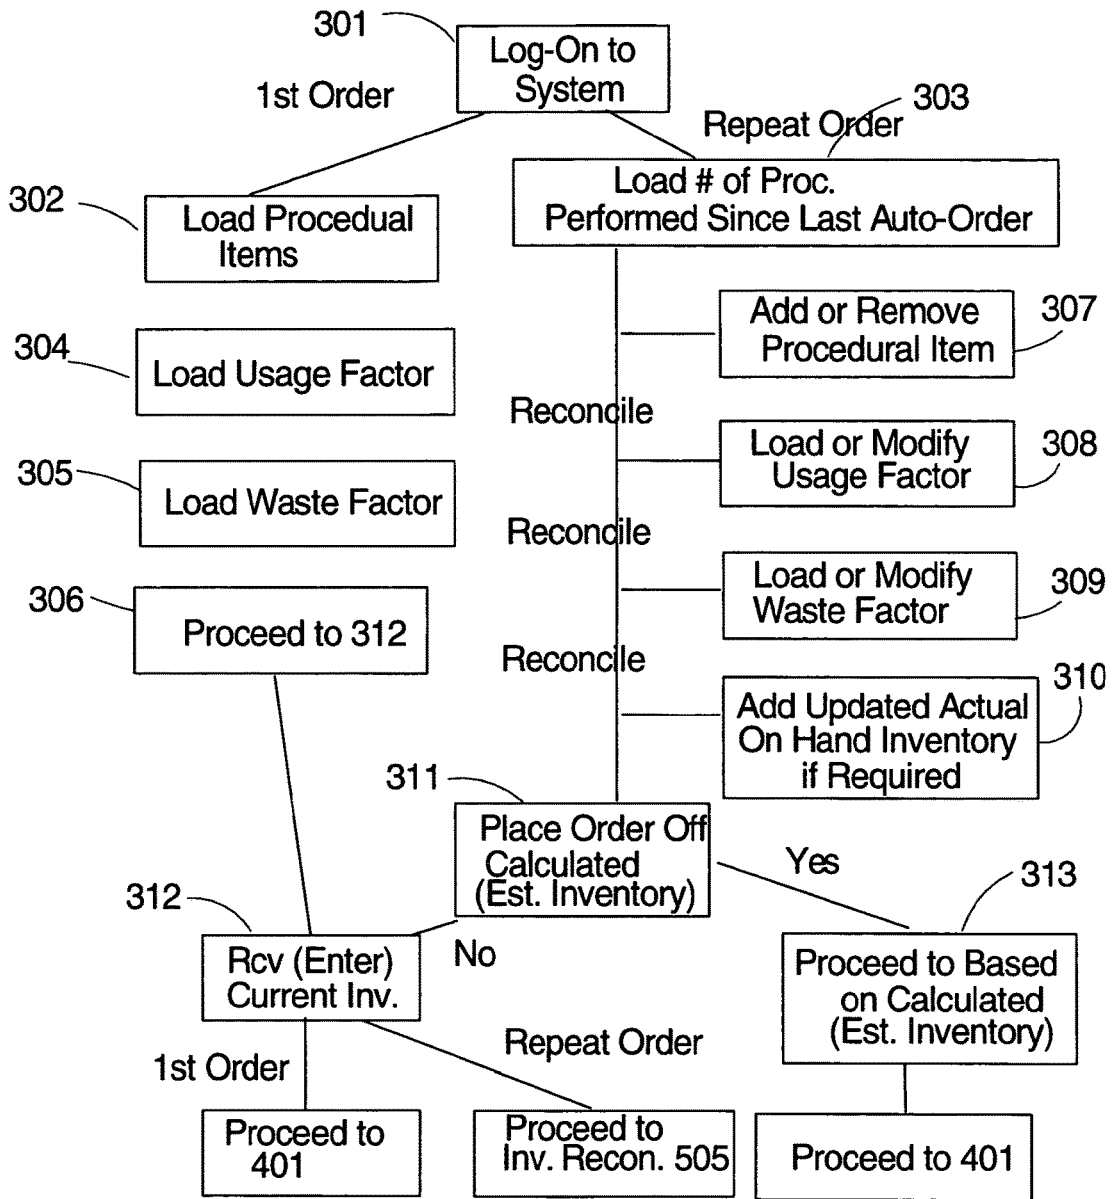 301
Log-On to
System
1st Order
303
Repeat Order
302
Load Procedual
Items
Load # of Proc.
Performed Since Last Auto-Order
304
Load Usage Factor
Add or Remove
Procedural Item
307
Reconcile
305
Load Waste Factor
Load or Modify
Usage Factor
308
Reconcile
306
Proceed to 312
Load or Modify
Waste Factor
309
Reconcile
310
Add Updated Actual
On Hand Inventory
if Required
311
Place Order Off
Calculated
(Est. Inventory)
Yes
313
312
No
Rcv (Enter)
Current Inv.
Proceed to Based
on Calculated
(Est. Inventory)
1st Order
Repeat Order
Proceed to
401
Proceed to
Inv. Recon. 505
Proceed to 401